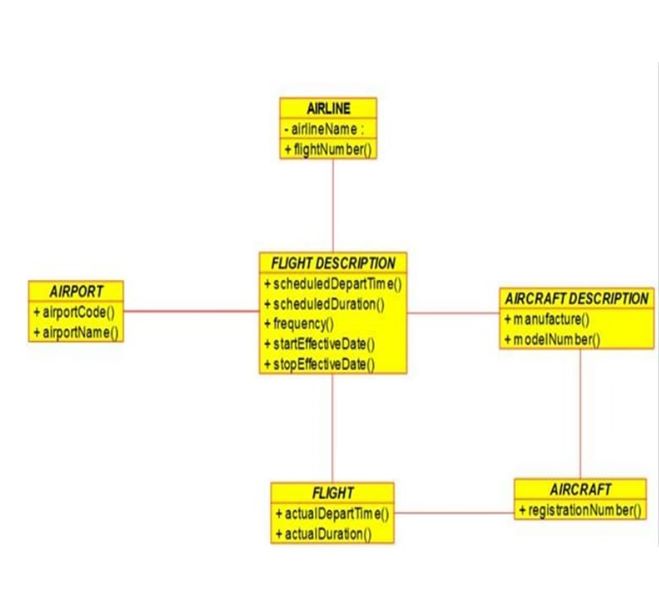 AIRLINE
- airlineName :
+ flightNumber()
FLIGHT DESCRIPTION
+ scheduledDepartTime()
+ scheduledDuration()
+ frequency()
+ startEffectiveDate()
+ stopEffectiveDate()
AIRPORT
+ airportCode()
+ airportName()
AIRCRAFT DESCRIPTION
+ manufacture()
+ modelNumber()
FLIGHT
+ actualDepartTime()
+ actualDuration()
AIRCRAFT
+ registrationNumber()